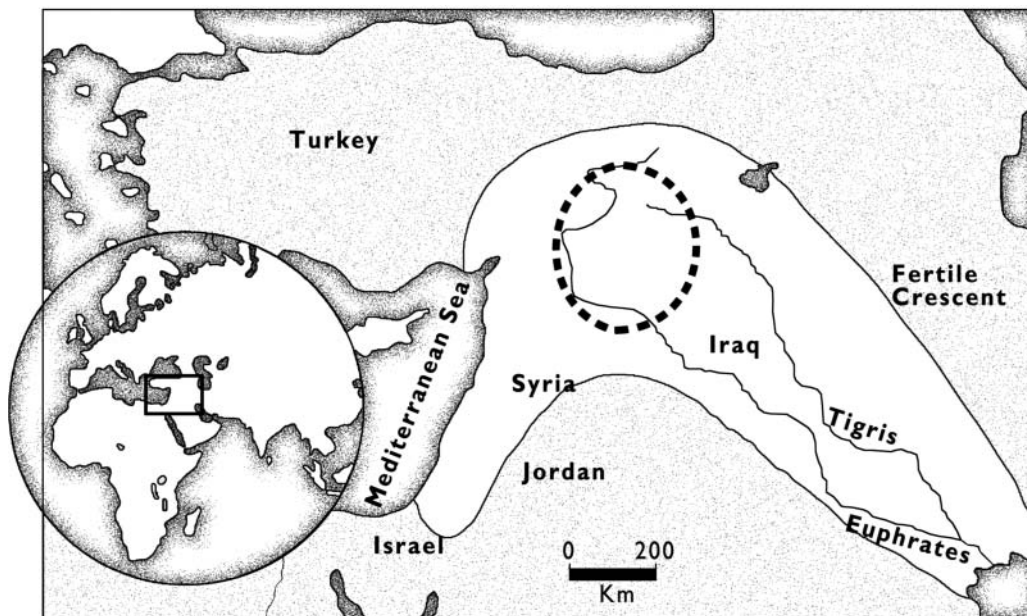 Turkey
Fertile
Crescent
Mediterranean Sea
Iraq
Syria
Tigris
Jordan
Euphrates
Israel
0 200
Km